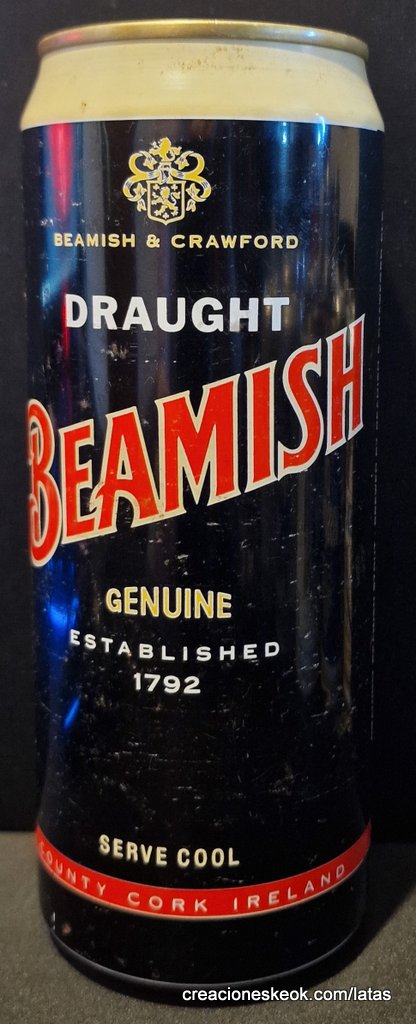 BEAMISH & CRAWFORD
DRAUGHT
BEAMISH
GENUINE
ESTABLISHED
1792
SERVE COOL
COUNTY CORK IRELAND
creacioneskeok.com/latas